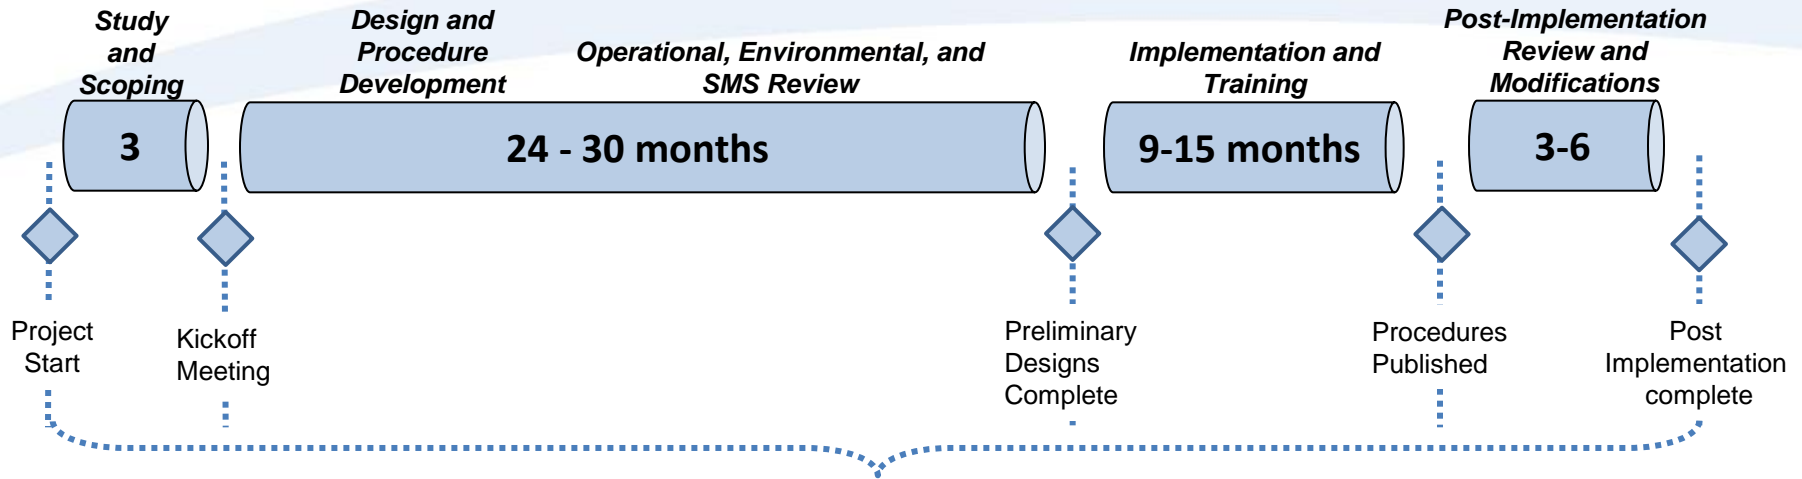 Study
and
Scoping
Design and
Procedure
Development
Operational, Environmental, and
SMS Review
Implementation and
Training
Post-Implementation
Review and
Modifications
3
24 - 30 months
9-15 months
3-6
Project
Start
Kickoff
Meeting
Preliminary
Designs
Complete
Procedures
Published
Post
Implementation
complete